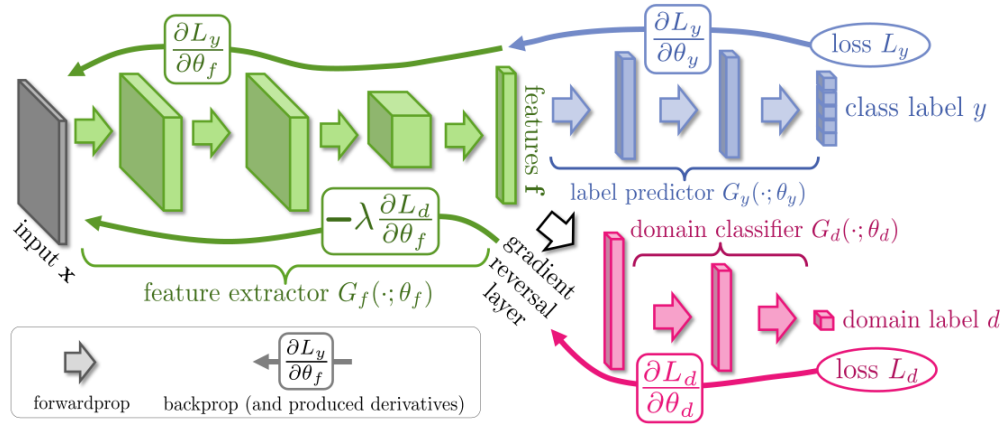 ∂L_y/∂θ_f
∂L_y/∂θ_y
loss L_y
features f
class label y
label predictor G_y(·;θ_y)
−λ ∂L_d/∂θ_f
input x
feature extractor G_f(·;θ_f)
gradient
reversal
layer
domain classifier G_d(·;θ_d)
domain label d
∂L_d/∂θ_d
loss L_d
forwardprop
∂L_y/∂θ_f
backprop (and produced derivatives)